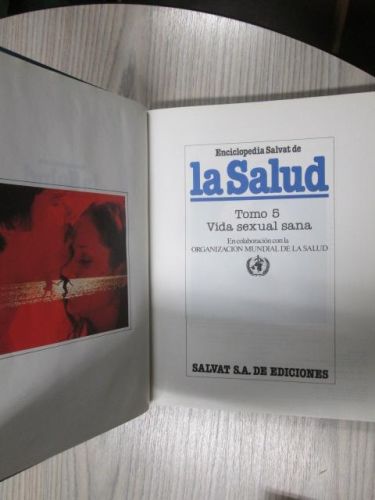 Enciclopedia Salvat de
la Salud
Tomo 5
Vida sexual sana
En colaboración con la
ORGANIZACION MUNDIAL DE LA SALUD
SALVAT S.A. DE EDICIONES